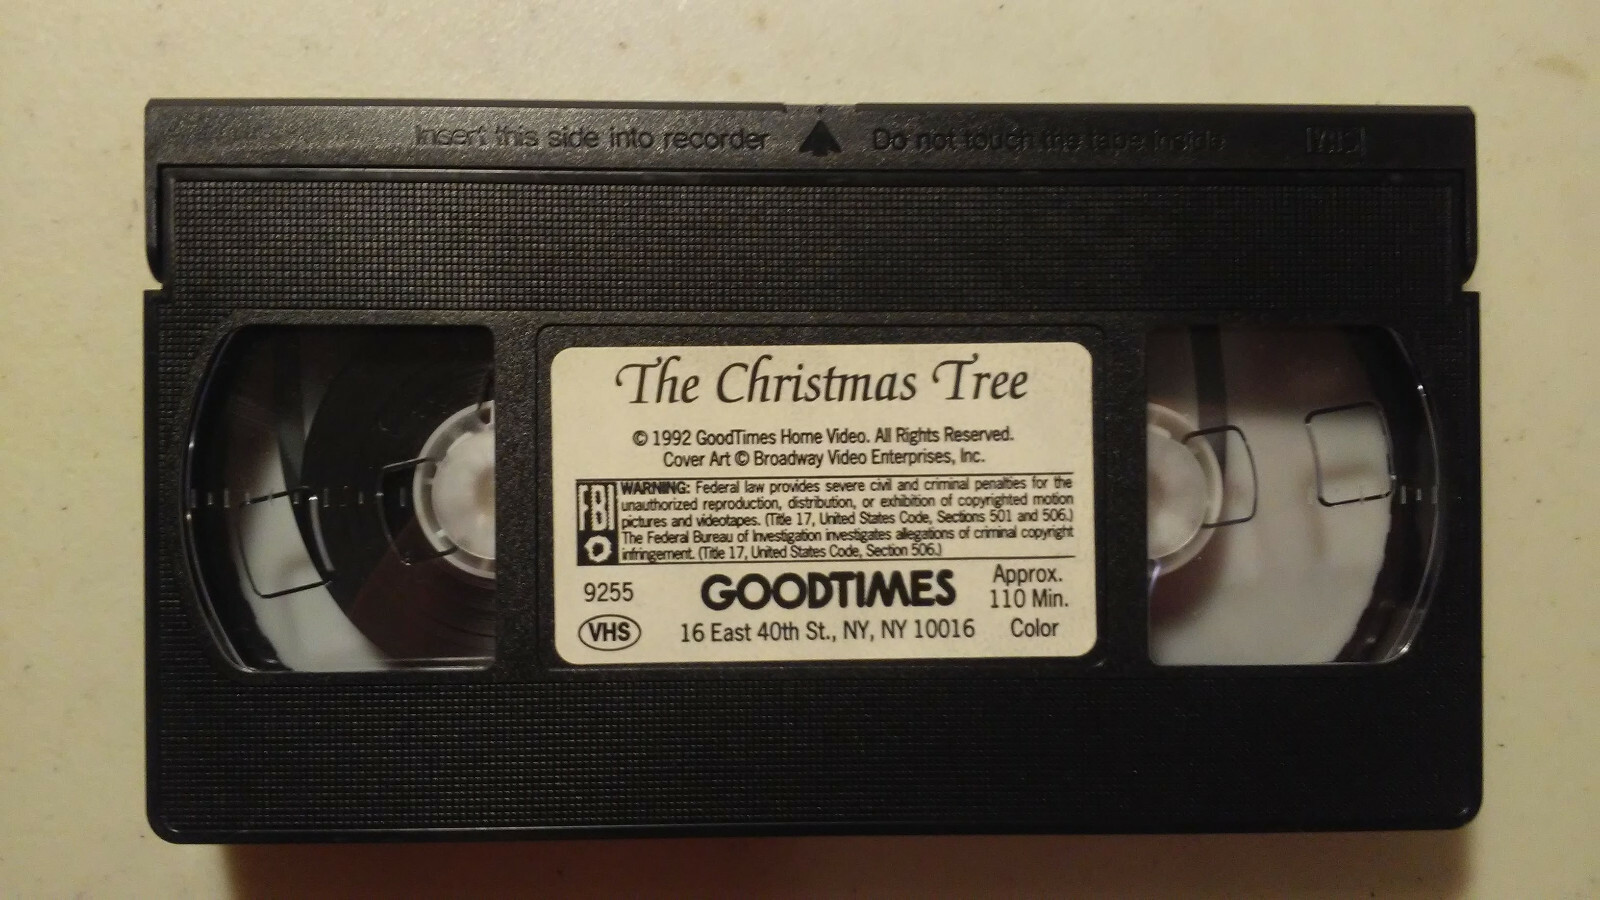 Insert this side into recorder Do not touch the tape inside VHS
The Christmas Tree
© 1992 GoodTimes Home Video. All Rights Reserved.
Cover Art © Broadway Video Enterprises, Inc.
FBI
WARNING: Federal law provides severe civil and criminal penalties for the
unauthorized reproduction, distribution, or exhibition of copyrighted motion
pictures and videotapes. (Title 17, United States Code, Sections 501 and 506.)
The Federal Bureau of Investigation investigates allegations of criminal copyright
infringement. (Title 17, United States Code, Section 506.)
9255 GOODTIMES Approx.
110 Min.
VHS 16 East 40th St., NY, NY 10016 Color